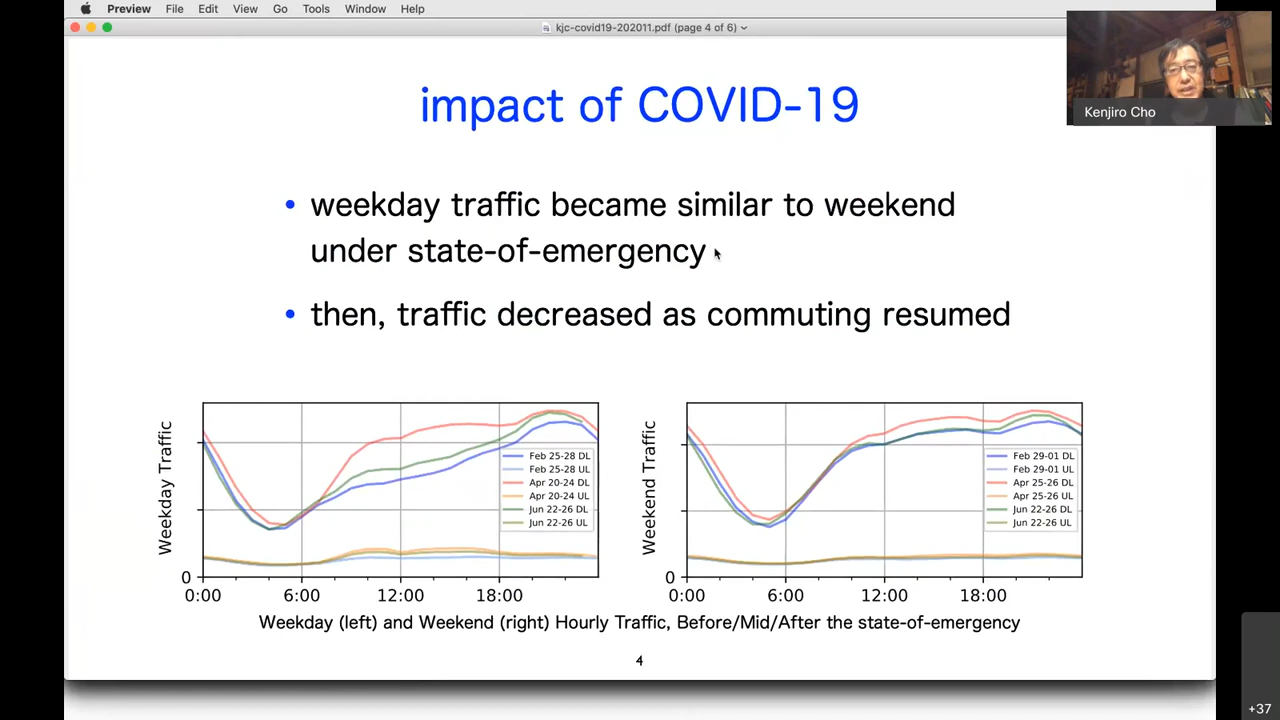 Preview File Edit View Go Tools Window Help
kjc-covid19-202011.pdf (page 4 of 6)
Kenjiro Cho
impact of COVID-19
• weekday traffic became similar to weekend
under state-of-emergency
• then, traffic decreased as commuting resumed
Weekday Traffic
Feb 25-28 DL
Feb 25-28 UL
Apr 20-24 DL
Apr 20-24 UL
Jun 22-26 DL
Jun 22-26 UL
0
0:00 6:00 12:00 18:00
Weekend Traffic
Feb 29-01 DL
Feb 29-01 UL
Apr 25-26 DL
Apr 25-26 UL
Jun 22-26 DL
Jun 22-26 UL
0
0:00 6:00 12:00 18:00
Weekday (left) and Weekend (right) Hourly Traffic, Before/Mid/After the state-of-emergency
4
+37